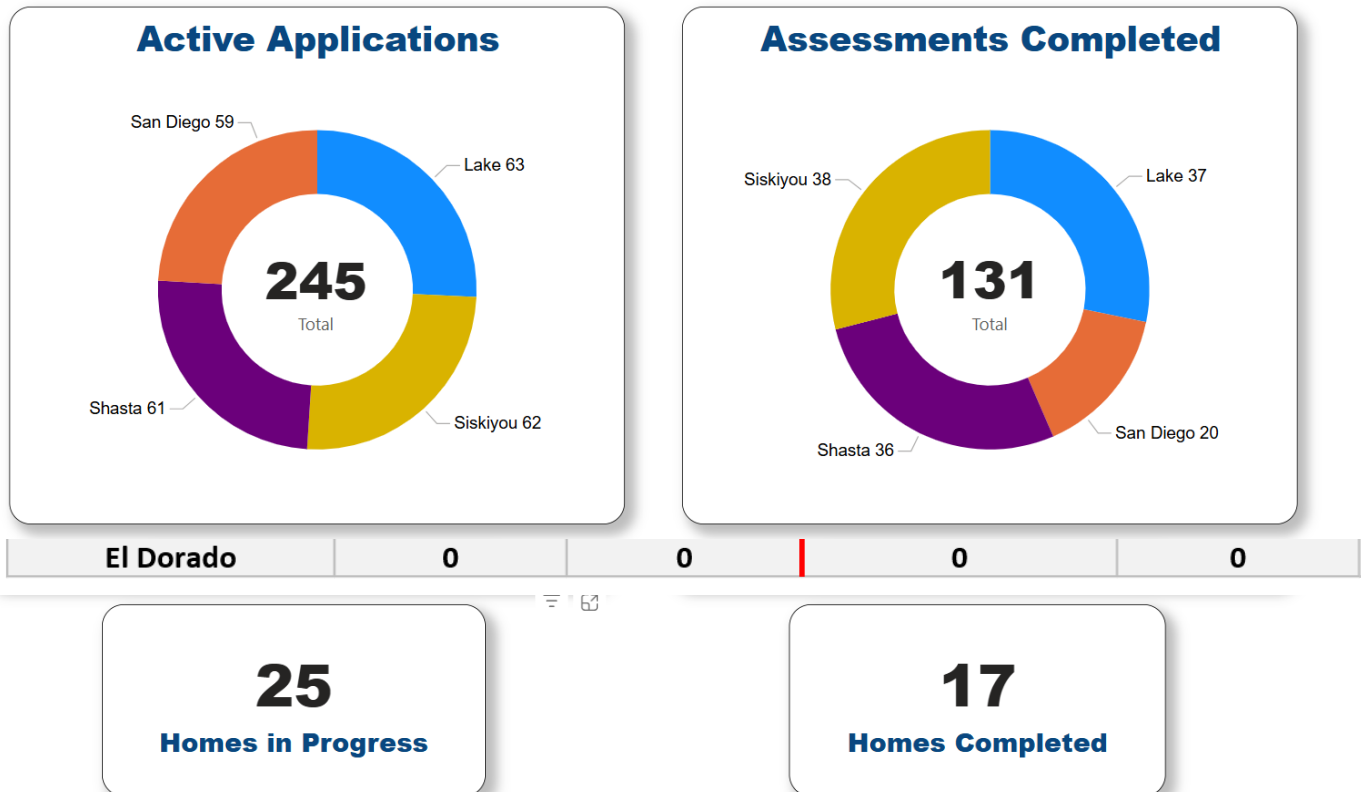 Active Applications
San Diego 59
Lake 63
245
Total
Shasta 61
Siskiyou 62
Assessments Completed
Siskiyou 38
Lake 37
131
Total
Shasta 36
San Diego 20
El Dorado 0 0 0 0
25
Homes in Progress
17
Homes Completed